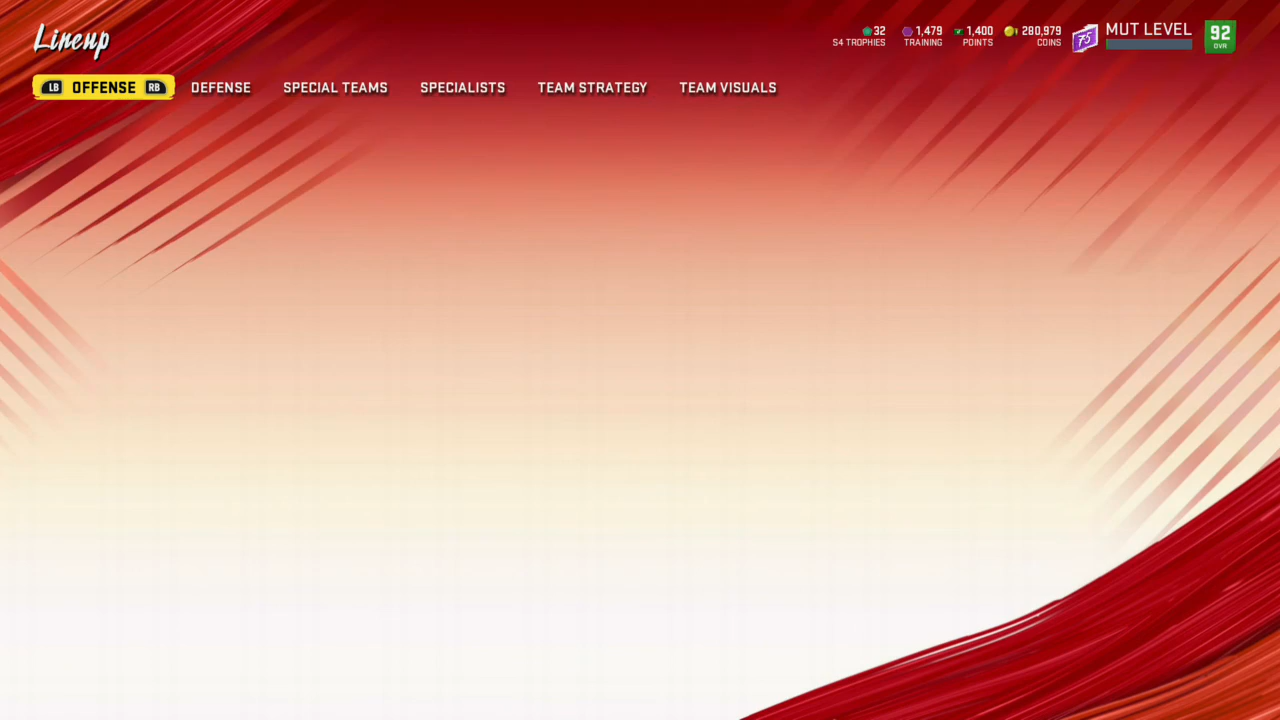 Lineup
32
S4 TROPHIES
1,479
TRAINING
1,400
POINTS
280,979
COINS
75
MUT LEVEL
92
OVR
LB OFFENSE RB DEFENSE SPECIAL TEAMS SPECIALISTS TEAM STRATEGY TEAM VISUALS